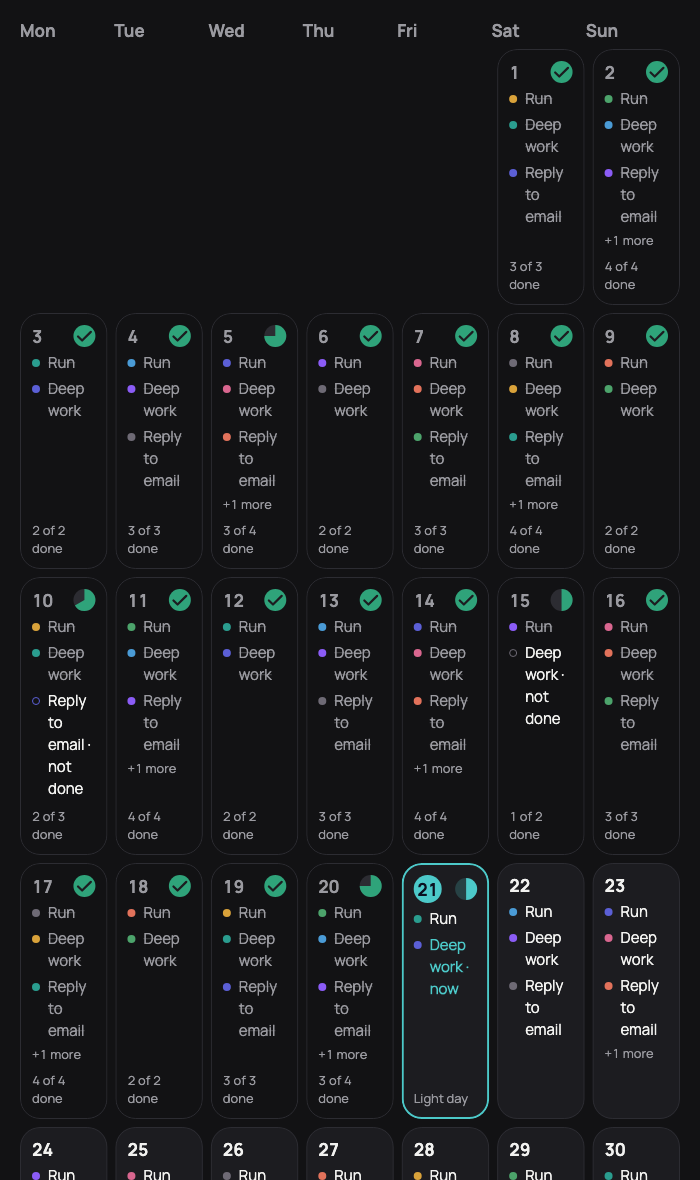 Mon Tue Wed Thu Fri Sat Sun
1
Run
Deep
work
Reply
to
email
3 of 3
done
2
Run
Deep
work
Reply
to
email
+1 more
4 of 4
done
3
Run
Deep
work
2 of 2
done
4
Run
Deep
work
Reply
to
email
3 of 3
done
5
Run
Deep
work
Reply
to
email
+1 more
3 of 4
done
6
Run
Deep
work
2 of 2
done
7
Run
Deep
work
Reply
to
email
3 of 3
done
8
Run
Deep
work
Reply
to
email
+1 more
4 of 4
done
9
Run
Deep
work
2 of 2
done
10
Run
Deep
work
Reply
to
email ·
not
done
2 of 3
done
11
Run
Deep
work
Reply
to
email
+1 more
4 of 4
done
12
Run
Deep
work
2 of 2
done
13
Run
Deep
work
Reply
to
email
3 of 3
done
14
Run
Deep
work
Reply
to
email
+1 more
4 of 4
done
15
Run
Deep
work ·
not
done
1 of 2
done
16
Run
Deep
work
Reply
to
email
3 of 3
done
17
Run
Deep
work
Reply
to
email
+1 more
4 of 4
done
18
Run
Deep
work
2 of 2
done
19
Run
Deep
work
Reply
to
email
3 of 3
done
20
Run
Deep
work
Reply
to
email
+1 more
3 of 4
done
21
Run
Deep
work ·
now
Light day
22
Run
Deep
work
Reply
to
email
23
Run
Deep
work
Reply
to
email
+1 more
24
Run
25
Run
26
Run
27
Run
28
Run
29
Run
30
Run